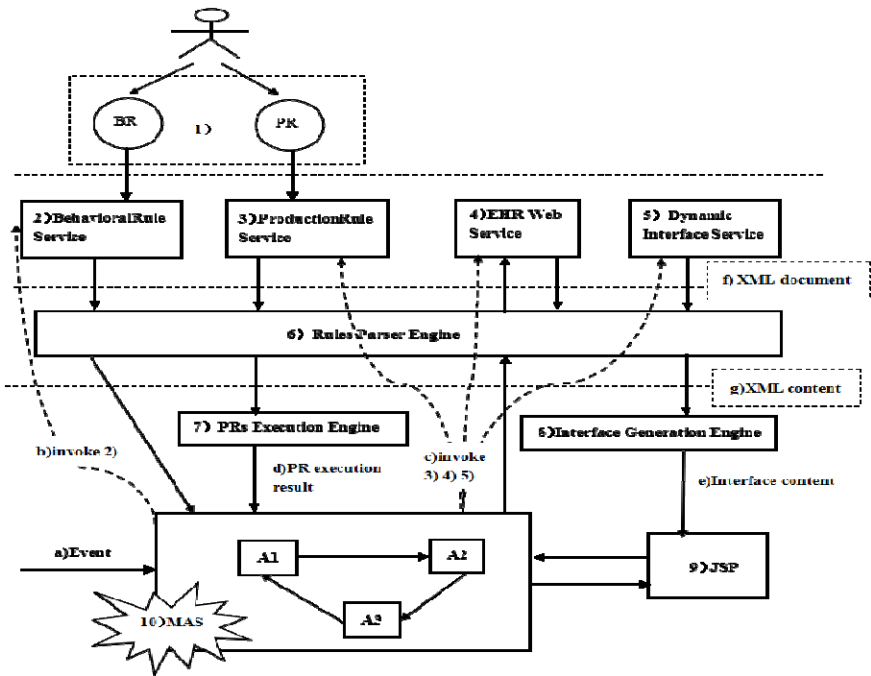 BR
1)
PR
2)BehavioralRule
Service
3)ProductionRule
Service
4)EHR Web
Service
5) Dynamic
Interface Service
f) XML document
6) Rules Parser Engine
g)XML content
7) PRs Execution Engine
6)Interface Generation Engine
b)invoke 2)
d)PR execution
result
c)invoke
3) 4) 5)
e)Interface content
a)Event
A1
A2
A3
9)JSP
10)MAS